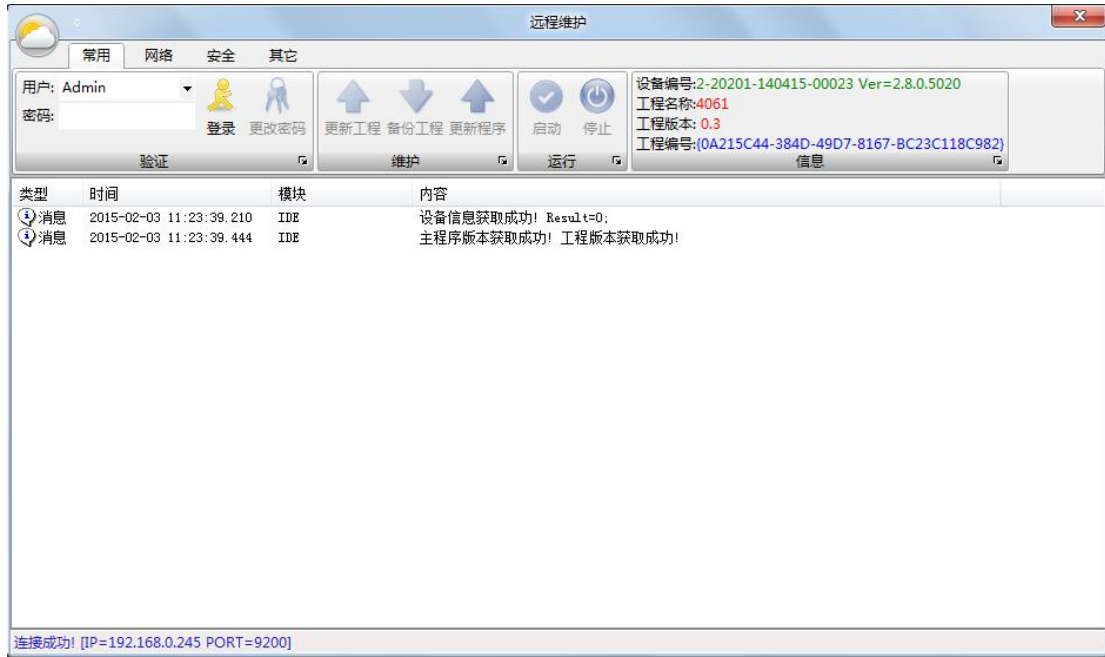 远程维护
常用 网络 安全 其它
用户: Admin
密码:
登录 更改密码
验证
更新工程 备份工程 更新程序
维护
启动 停止
运行
设备编号:2-20201-140415-00023 Ver=2.8.0.5020
工程名称:4061
工程版本: 0.3
工程编号:{0A215C44-384D-49D7-8167-BC23C118C982}
信息
类型 时间 模块 内容
消息 2015-02-03 11:23:39.210 IDE 设备信息获取成功! Result=0;
消息 2015-02-03 11:23:39.444 IDE 主程序版本获取成功! 工程版本获取成功!
连接成功! [IP=192.168.0.245 PORT=9200]